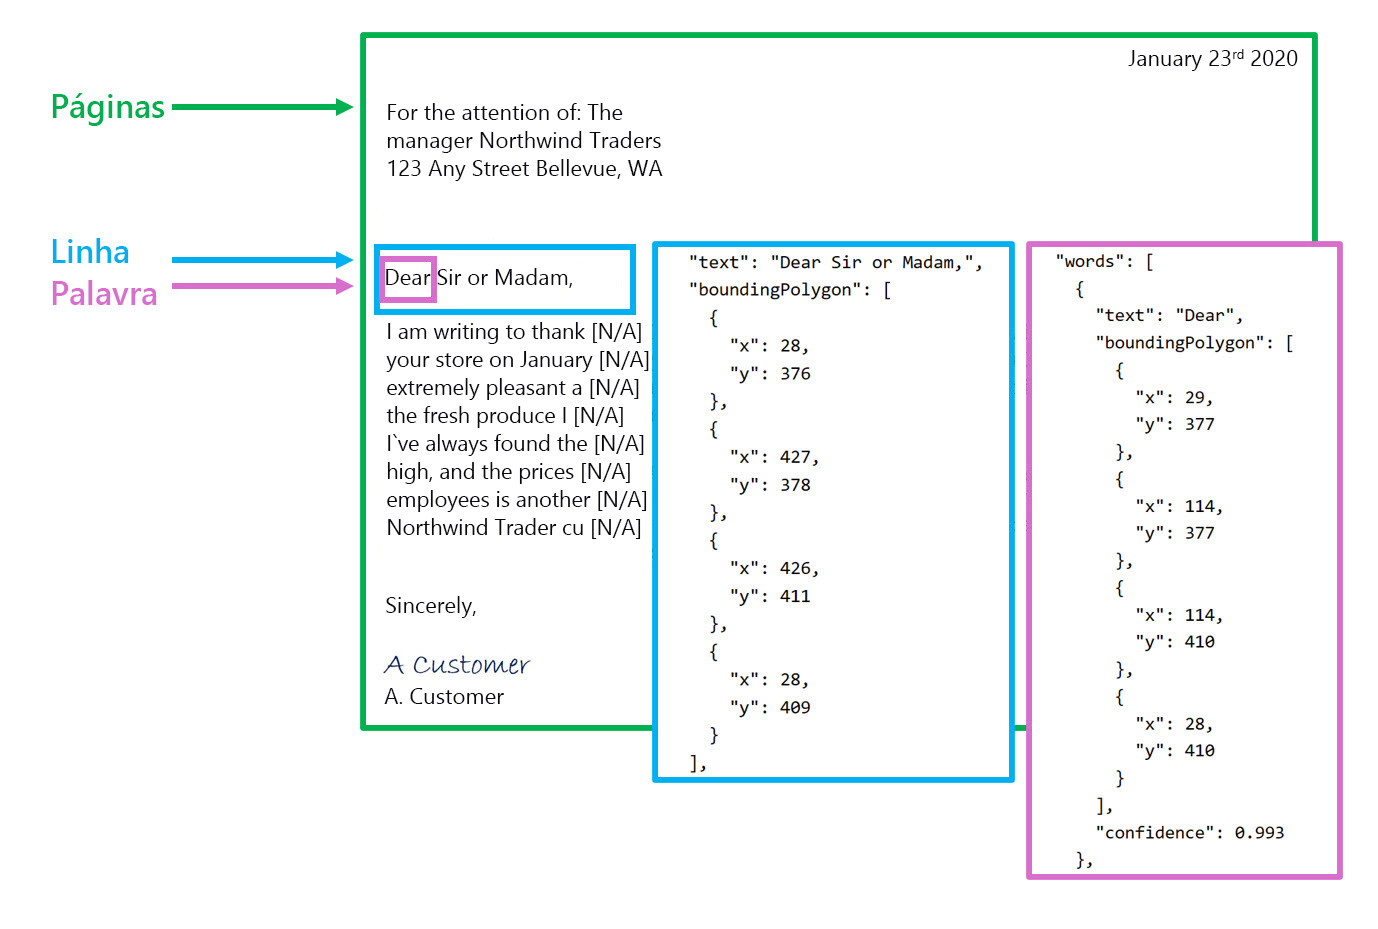 January 23rd 2020
Páginas
For the attention of: The
manager Northwind Traders
123 Any Street Bellevue, WA
Linha
Palavra
Dear Sir or Madam,
I am writing to thank [N/A]
your store on January [N/A]
extremely pleasant a [N/A]
the fresh produce I [N/A]
I`ve always found the [N/A]
high, and the prices [N/A]
employees is another [N/A]
Northwind Trader cu [N/A]
Sincerely,
A Customer
A. Customer
"text": "Dear Sir or Madam,",
"boundingPolygon": [
{
"x": 28,
"y": 376
},
{
"x": 427,
"y": 378
},
{
"x": 426,
"y": 411
},
{
"x": 28,
"y": 409
}
],
"words": [
{
"text": "Dear",
"boundingPolygon": [
{
"x": 29,
"y": 377
},
{
"x": 114,
"y": 377
},
{
"x": 114,
"y": 410
},
{
"x": 28,
"y": 410
}
],
"confidence": 0.993
},